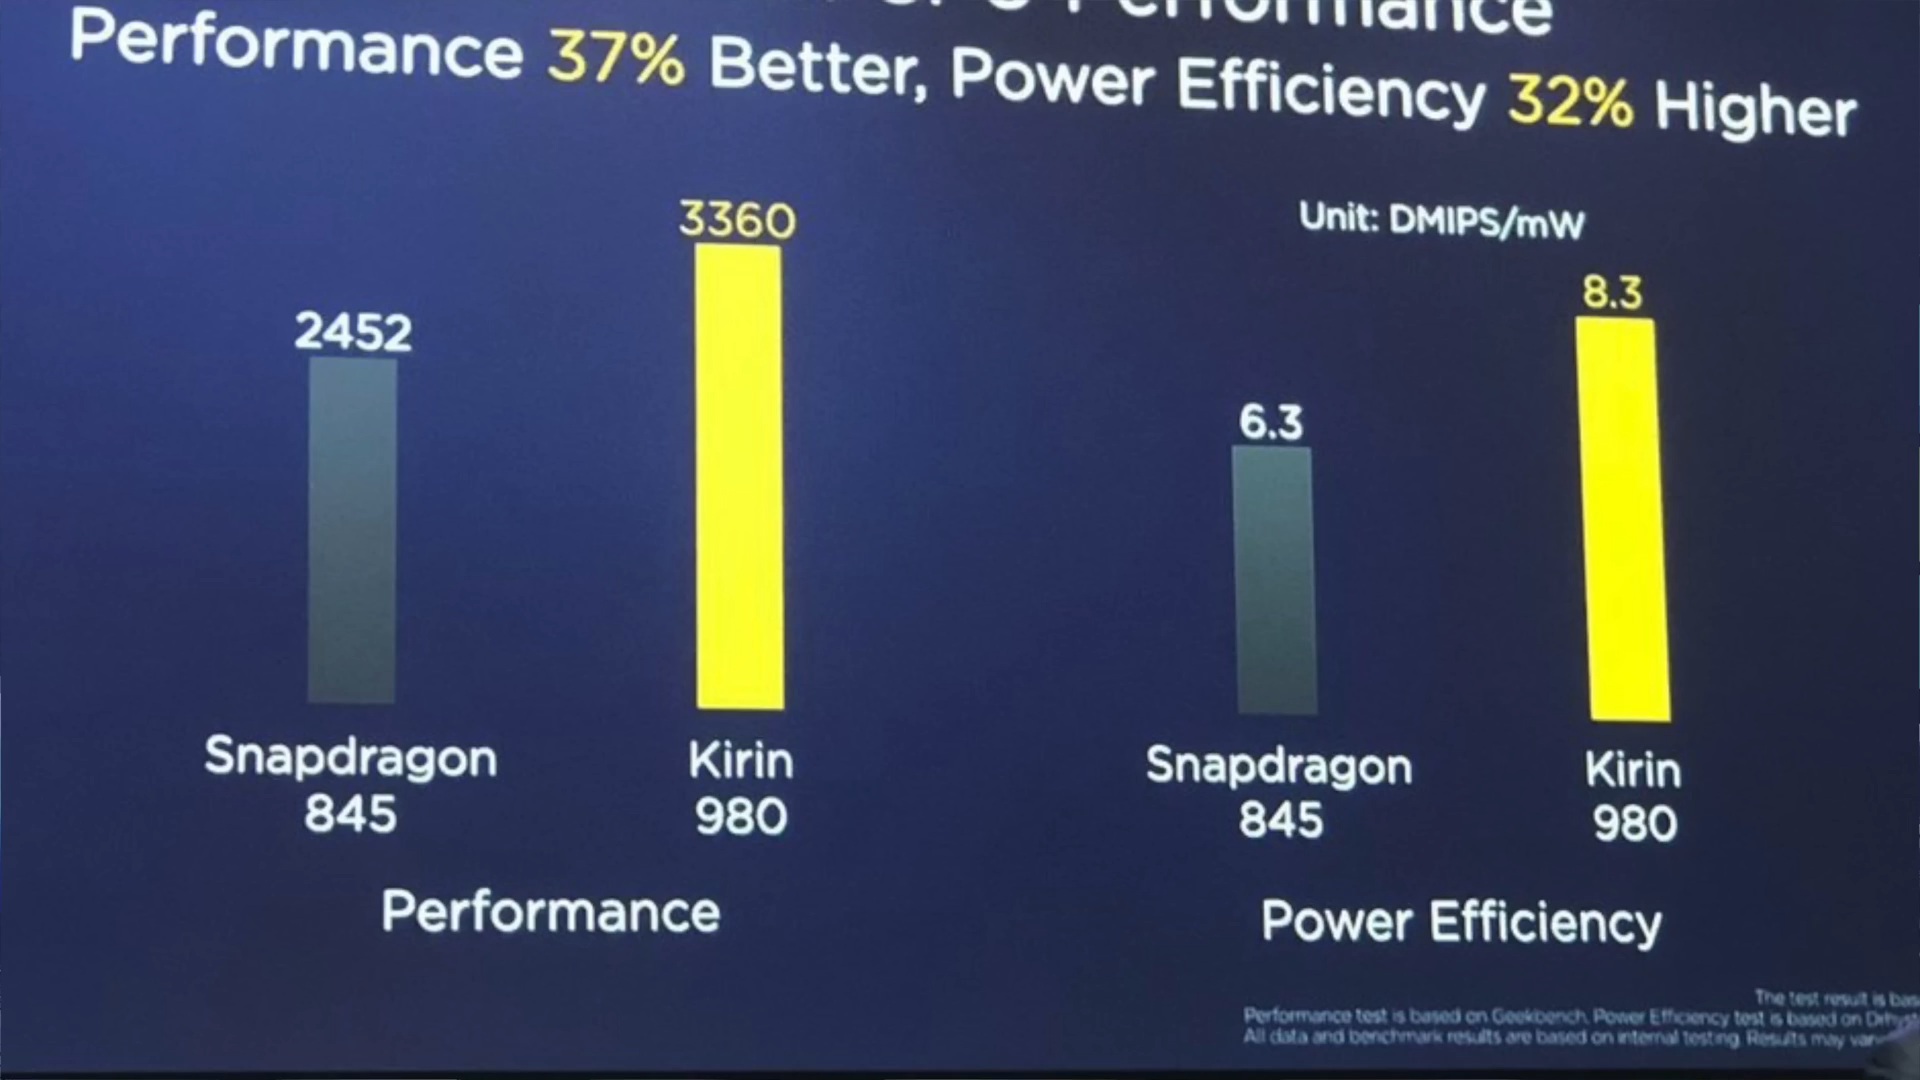 Performance
Performance 37% Better, Power Efficiency 32% Higher
2452
3360
Snapdragon
845
Kirin
980
Performance
Unit: DMIPS/mW
6.3
8.3
Snapdragon
845
Kirin
980
Power Efficiency
The test result is
Performance test is based on Geekbench. Power Efficiency test is based on
All data and benchmark results are based on internal testing. Results may